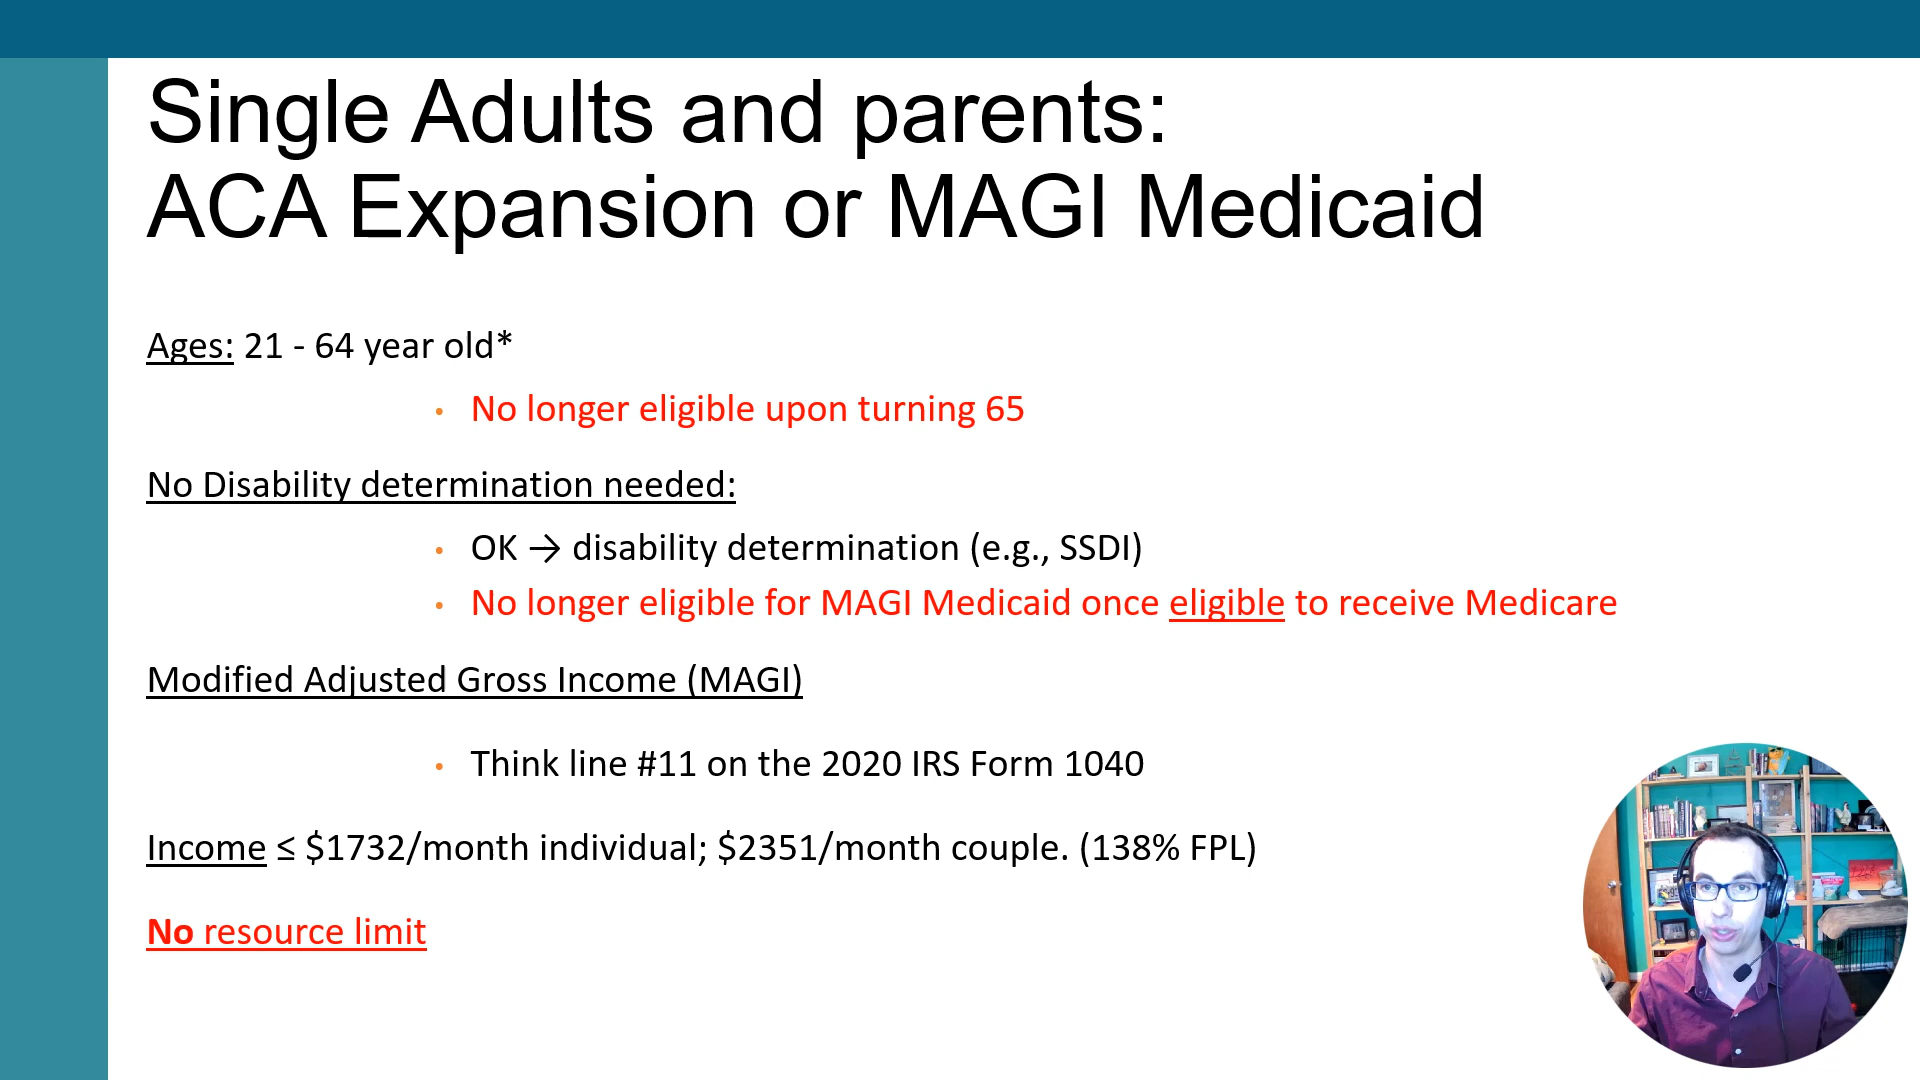 Single Adults and parents:
ACA Expansion or MAGI Medicaid
Ages: 21 - 64 year old*
• No longer eligible upon turning 65
No Disability determination needed:
• OK → disability determination (e.g., SSDI)
• No longer eligible for MAGI Medicaid once eligible to receive Medicare
Modified Adjusted Gross Income (MAGI)
• Think line #11 on the 2020 IRS Form 1040
Income ≤ $1732/month individual; $2351/month couple. (138% FPL)
No resource limit